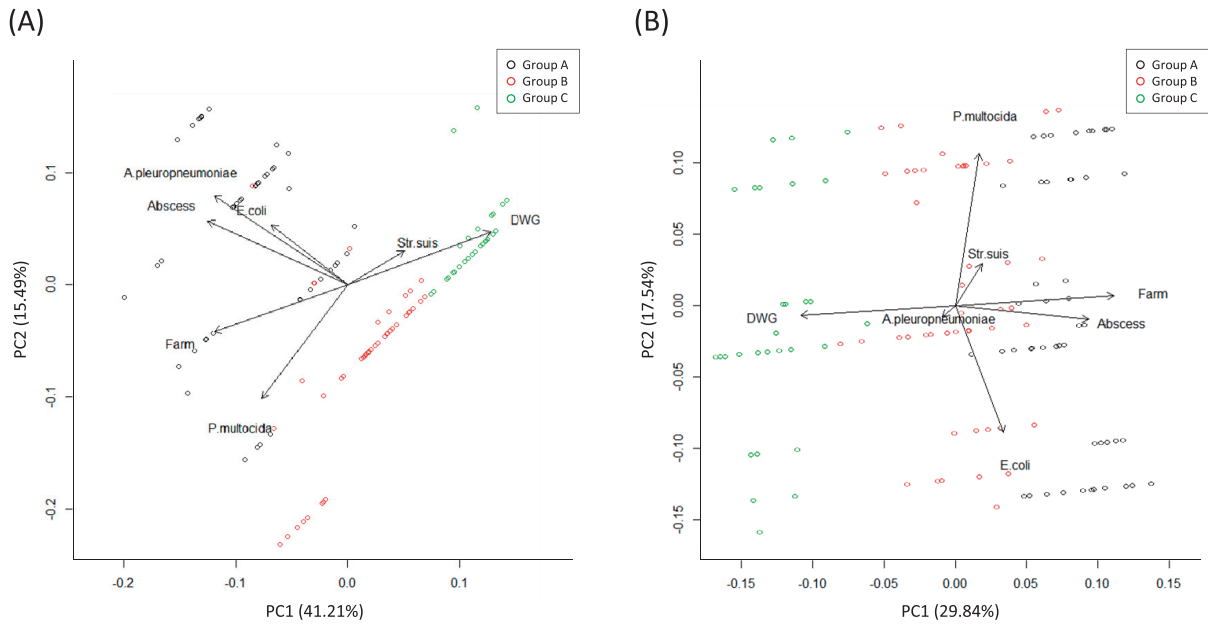 (A)
Group A
Group B
Group C
A.pleuropneumoniae
Abscess
E.coli
Str.suis
DWG
Farm
P.multocida
0.1
0.0
-0.1
-0.2
PC2 (15.49%)
-0.2
-0.1
0.0
0.1
PC1 (41.21%)
(B)
Group A
Group B
Group C
P.multocida
Str.suis
Farm
DWG
A.pleuropneumoniae
Abscess
E.coli
0.10
0.05
0.00
-0.05
-0.10
-0.15
PC2 (17.54%)
-0.15
-0.10
-0.05
0.00
0.05
0.10
0.15
PC1 (29.84%)